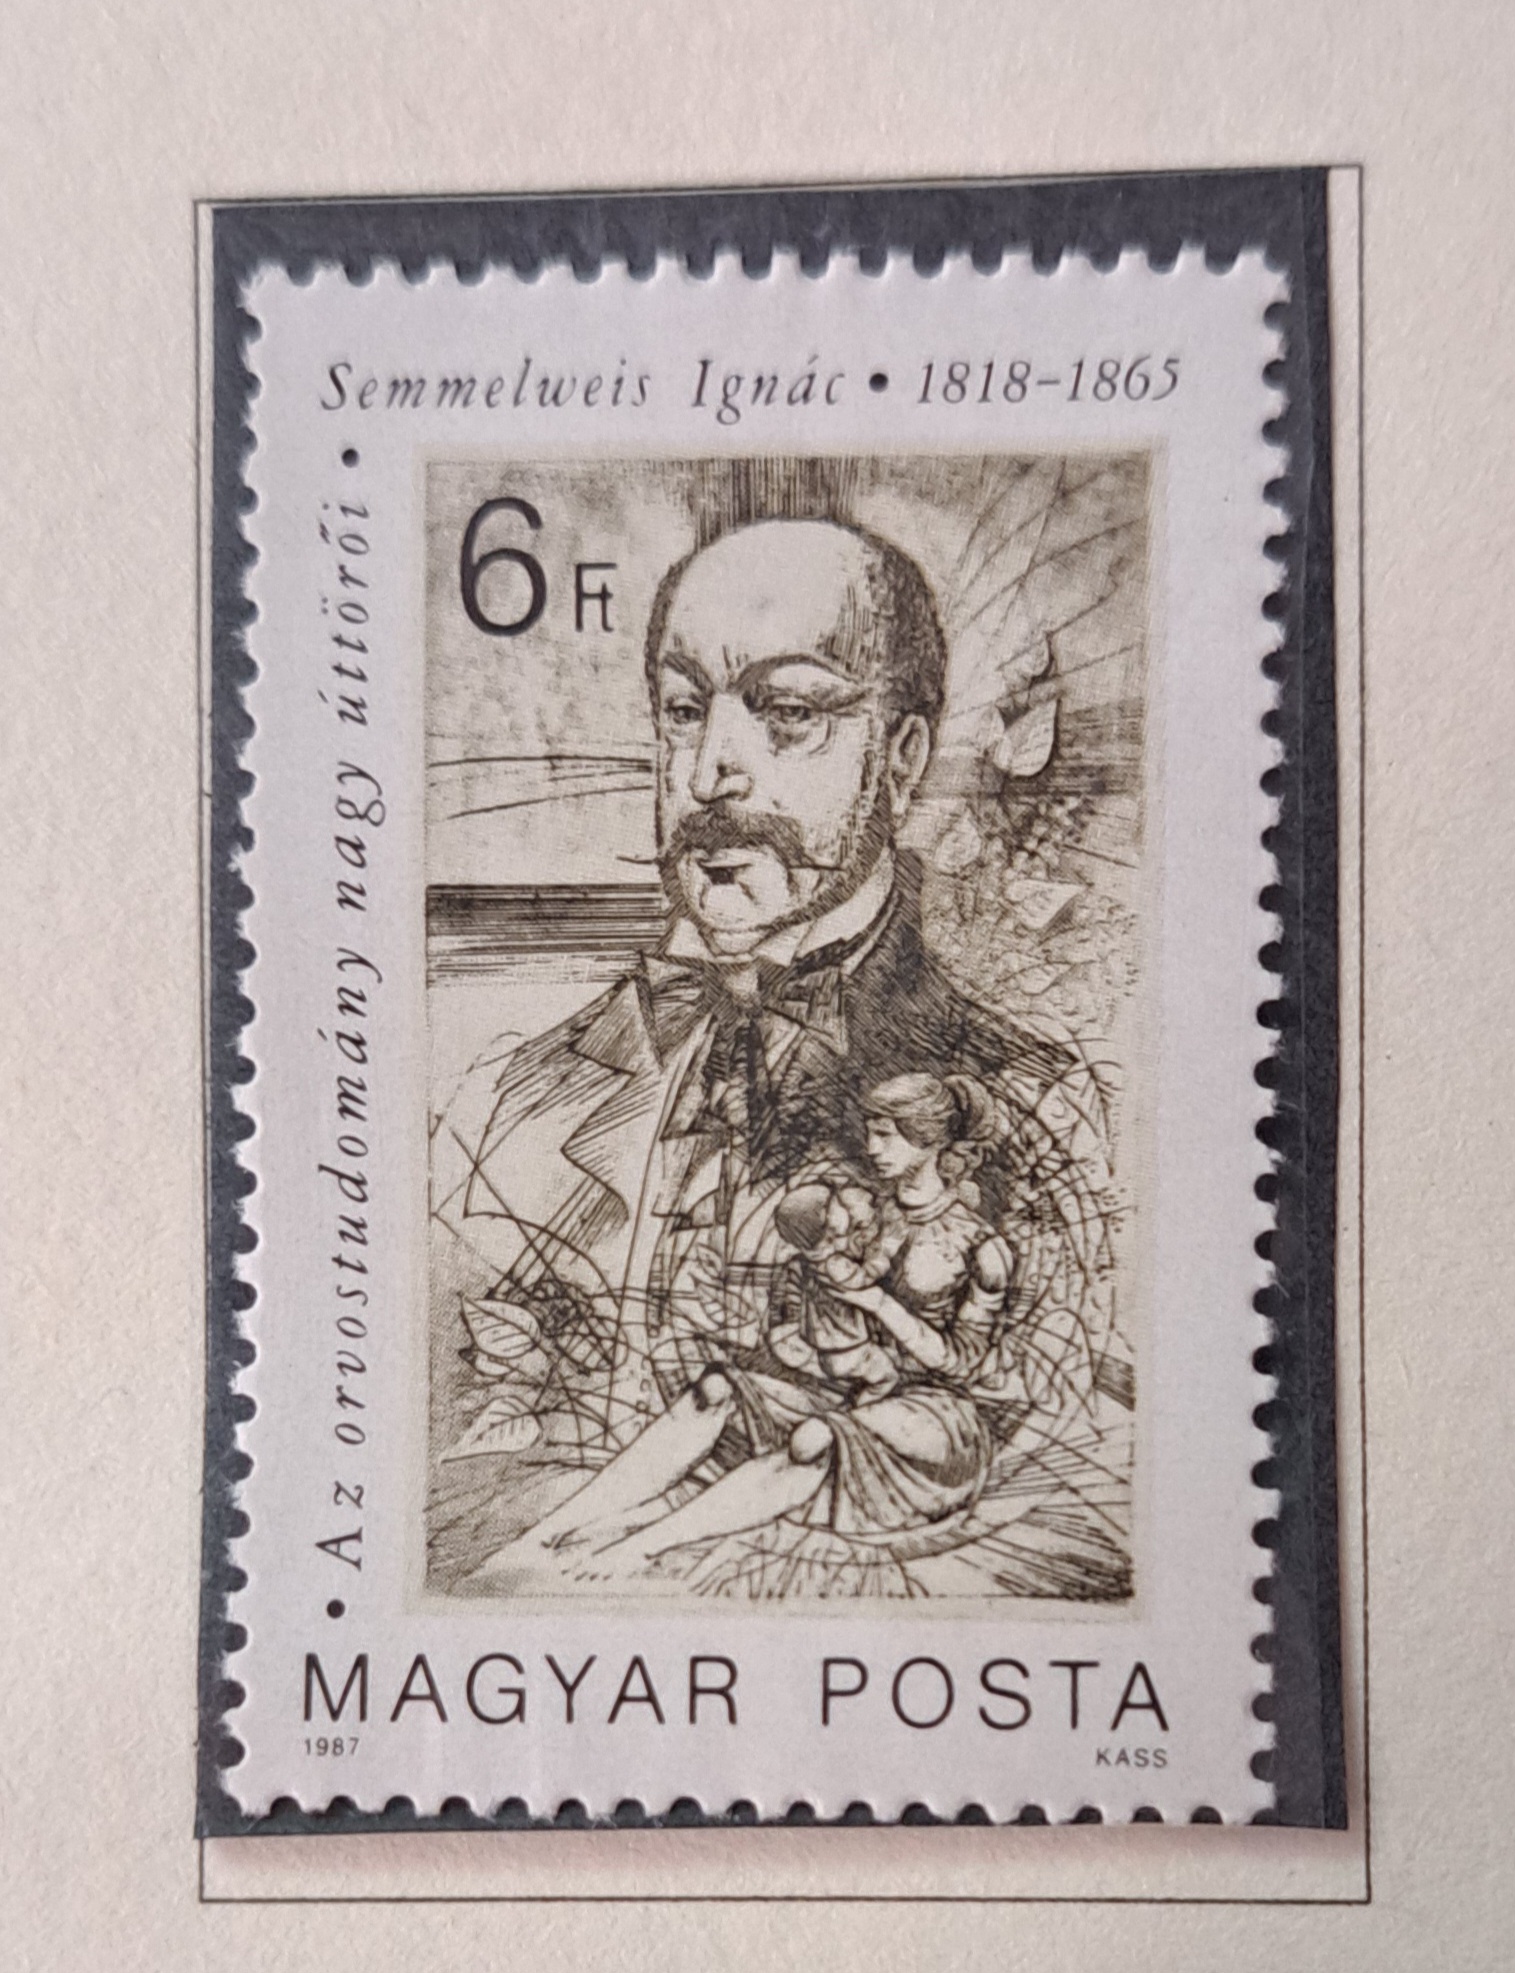 Semmelweis Ignác • 1818-1865
• Az orvostudomány nagy úttörői •
6 Ft
MAGYAR POSTA
1987
KASS